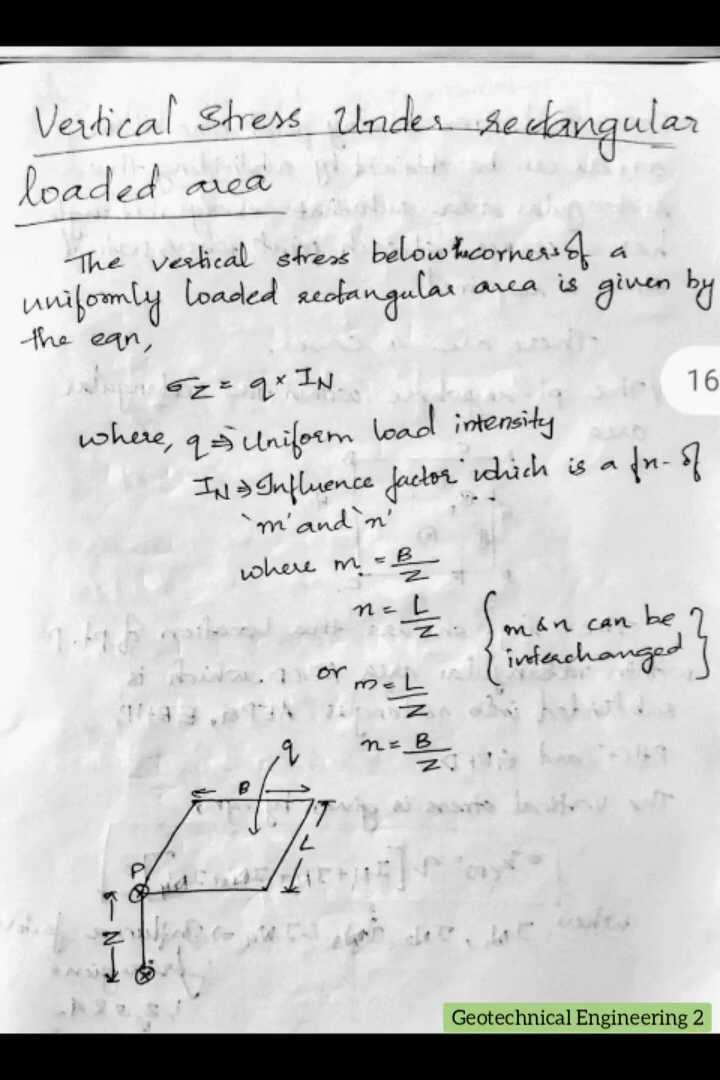 Vertical Stress Under rectangular
loaded area
The vertical stress below the corners of a
uniformly loaded rectangular area is given by
the eqn,
σz = q × IN
where, q ⇒ Uniform load intensity
IN ⇒ Influence factor which is a fn. of
'm' and 'n'
where m = B/Z
n = L/Z
{m & n can be
interchanged}
or m = L/Z
n = B/Z
q
B
L
P
Z
16
Geotechnical Engineering 2